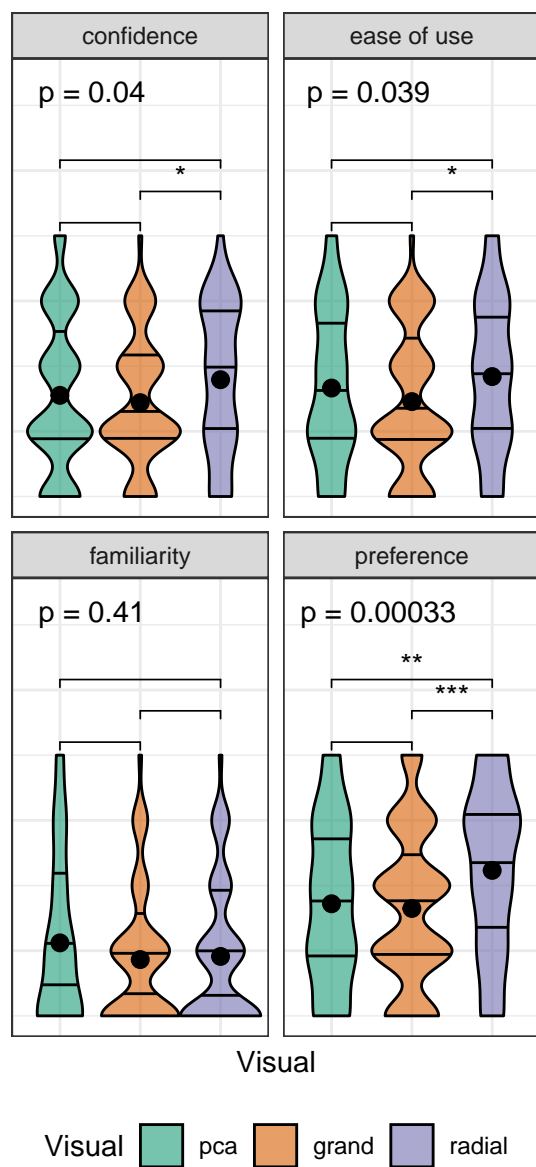 confidence
ease of use
p = 0.04
p = 0.039
*
*
familiarity
preference
p = 0.41
p = 0.00033
**
***
Visual
Visual pca grand radial